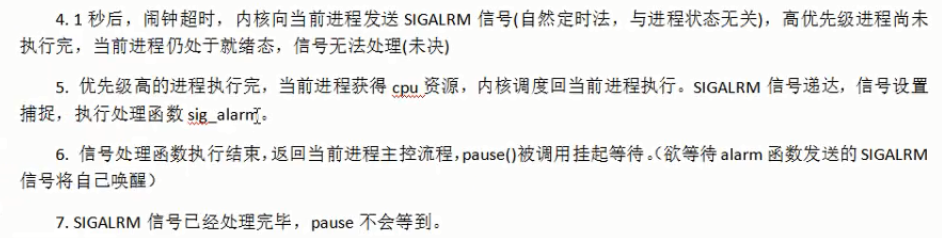 4. 1 秒后，闹钟超时，内核向当前进程发送 SIGALRM 信号(自然定时法，与进程状态无关)，高优先级进程尚未
执行完，当前进程仍处于就绪态，信号无法处理(未决)
5. 优先级高的进程执行完，当前进程获得 cpu 资源，内核调度回当前进程执行。SIGALRM 信号递达，信号设置
捕捉，执行处理函数 sig_alarm。
6. 信号处理函数执行结束，返回当前进程主控流程，pause()被调用挂起等待。（欲等待 alarm 函数发送的 SIGALRM
信号将自己唤醒）
7. SIGALRM 信号已经处理完毕，pause 不会等到。